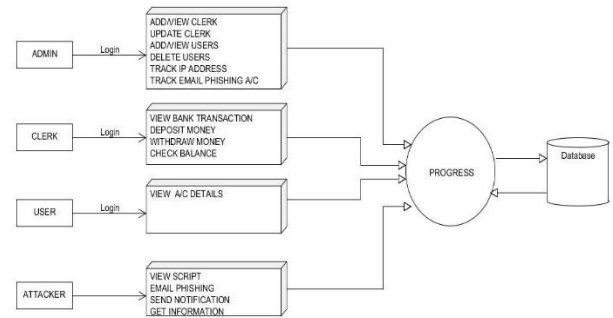 ADD/VIEW CLERK
UPDATE CLERK
ADD/VIEW USERS
DELETE USERS
TRACK IP ADDRESS
TRACK EMAIL PHISHING A/C
ADMIN
Login
VIEW BANK TRANSACTION
DEPOSIT MONEY
WITHDRAW MONEY
CHECK BALANCE
CLERK
Login
PROGRESS
Database
VIEW A/C DETAILS
USER
Login
VIEW SCRIPT
EMAIL PHISHING
SEND NOTIFICATION
GET INFORMATION
ATTACKER